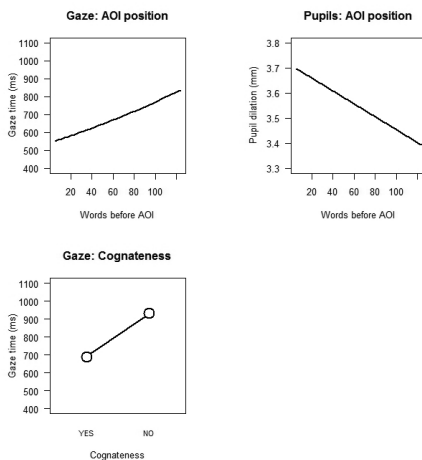 Gaze: AOI position
1100
1000
900
800
700
600
500
400
Gaze time (ms)
20 40 60 80 100
Words before AOI
Pupils: AOI position
3.8
3.7
3.6
3.5
3.4
3.3
Pupil dilation (mm)
20 40 60 80 100
Words before AOI
Gaze: Cognateness
1100
1000
900
800
700
600
500
400
Gaze time (ms)
YES NO
Cognateness